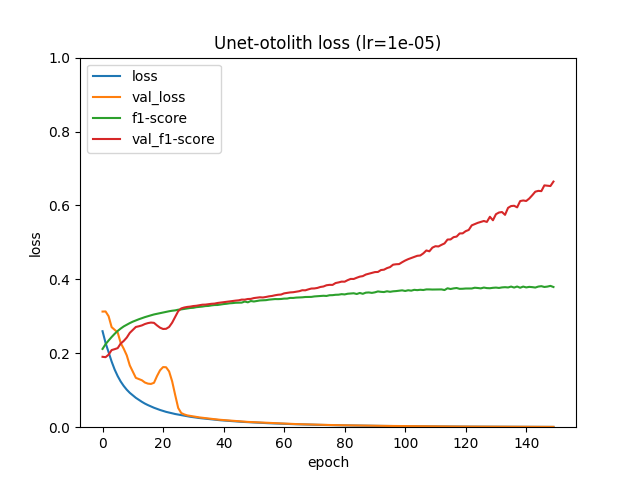 Unet-otolith loss (lr=1e-05)
loss
val_loss
f1-score
val_f1-score
1.0
0.8
0.6
0.4
0.2
0.0
loss
0 20 40 60 80 100 120 140
epoch